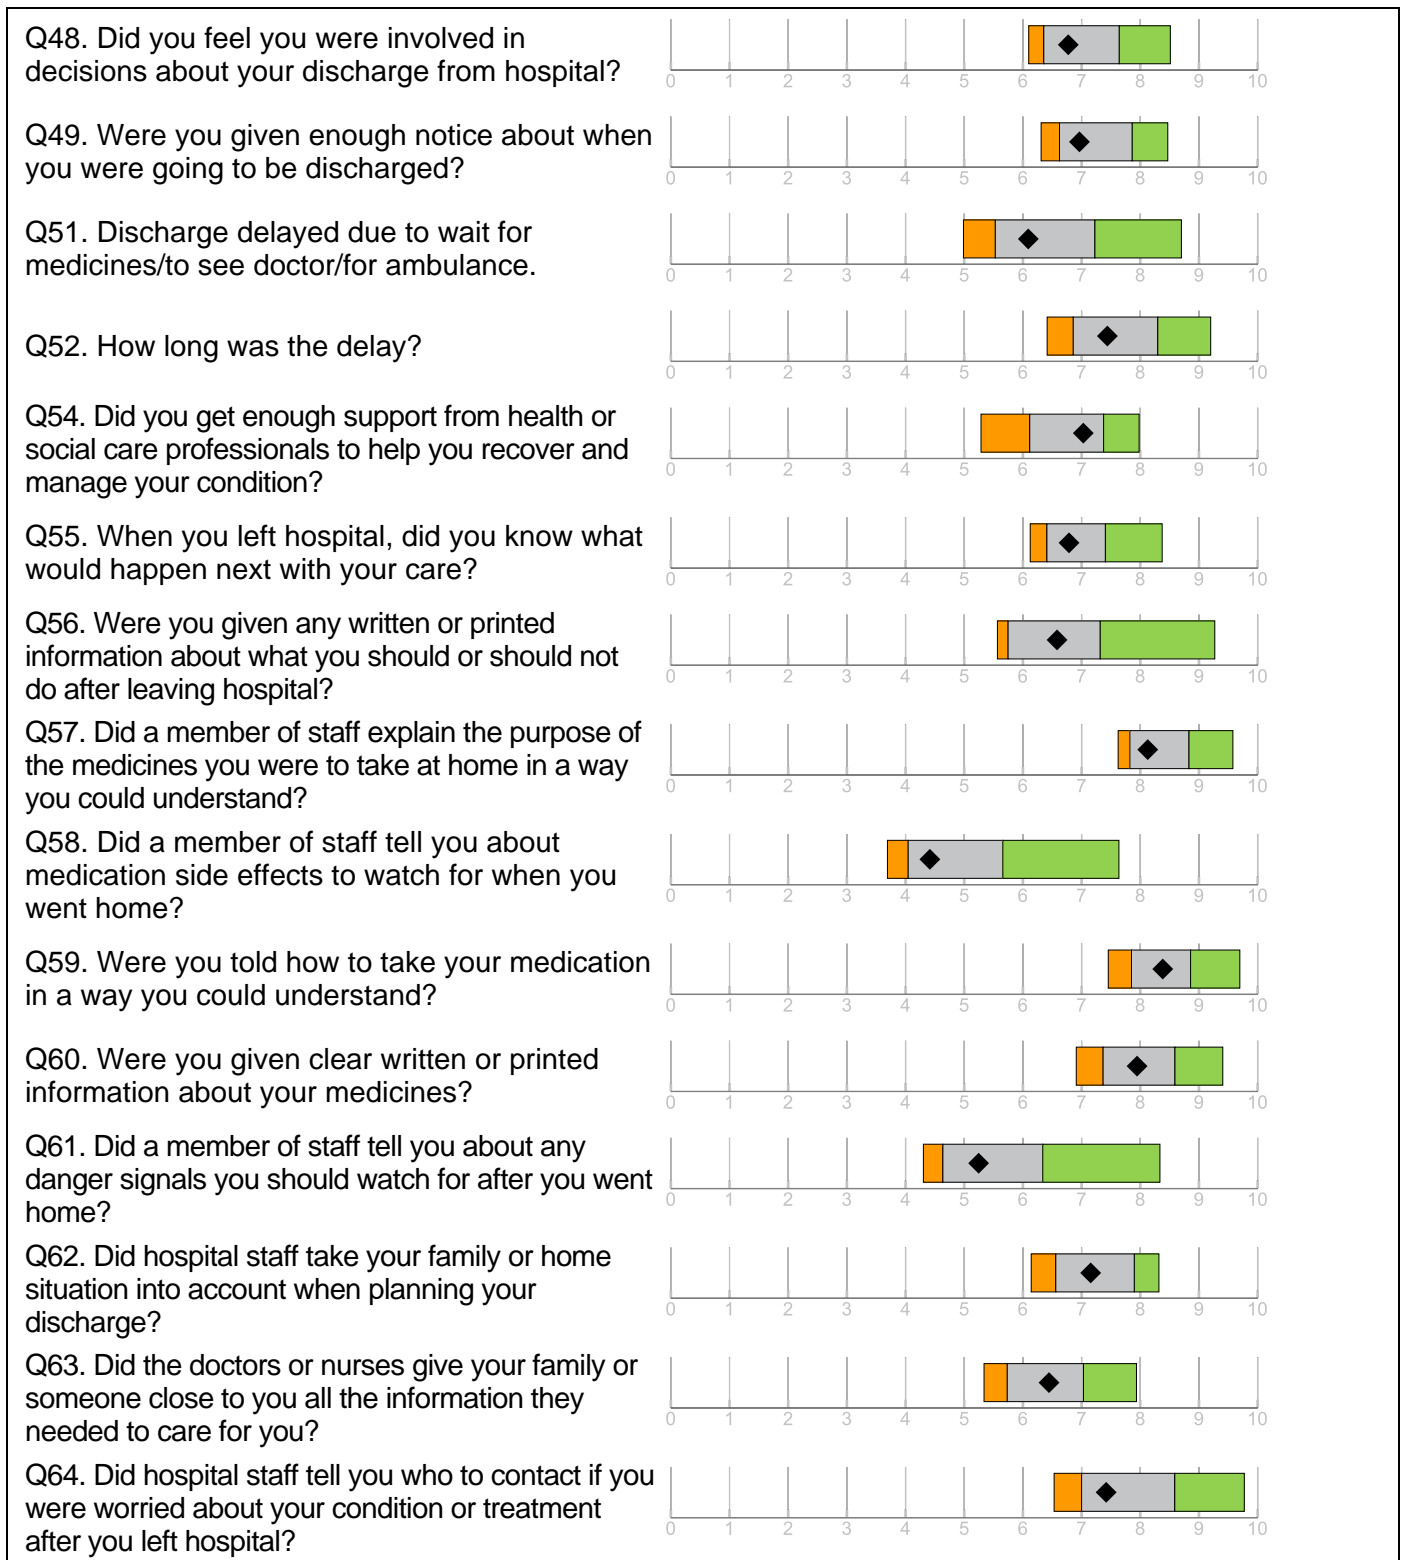 Q48. Did you feel you were involved in
decisions about your discharge from hospital?
0 1 2 3 4 5 6 7 8 9 10
Q49. Were you given enough notice about when
you were going to be discharged?
0 1 2 3 4 5 6 7 8 9 10
Q51. Discharge delayed due to wait for
medicines/to see doctor/for ambulance.
0 1 2 3 4 5 6 7 8 9 10
Q52. How long was the delay?
0 1 2 3 4 5 6 7 8 9 10
Q54. Did you get enough support from health or
social care professionals to help you recover and
manage your condition?
0 1 2 3 4 5 6 7 8 9 10
Q55. When you left hospital, did you know what
would happen next with your care?
0 1 2 3 4 5 6 7 8 9 10
Q56. Were you given any written or printed
information about what you should or should not
do after leaving hospital?
0 1 2 3 4 5 6 7 8 9 10
Q57. Did a member of staff explain the purpose of
the medicines you were to take at home in a way
you could understand?
0 1 2 3 4 5 6 7 8 9 10
Q58. Did a member of staff tell you about
medication side effects to watch for when you
went home?
0 1 2 3 4 5 6 7 8 9 10
Q59. Were you told how to take your medication
in a way you could understand?
0 1 2 3 4 5 6 7 8 9 10
Q60. Were you given clear written or printed
information about your medicines?
0 1 2 3 4 5 6 7 8 9 10
Q61. Did a member of staff tell you about any
danger signals you should watch for after you went
home?
0 1 2 3 4 5 6 7 8 9 10
Q62. Did hospital staff take your family or home
situation into account when planning your
discharge?
0 1 2 3 4 5 6 7 8 9 10
Q63. Did the doctors or nurses give your family or
someone close to you all the information they
needed to care for you?
0 1 2 3 4 5 6 7 8 9 10
Q64. Did hospital staff tell you who to contact if you
were worried about your condition or treatment
after you left hospital?
0 1 2 3 4 5 6 7 8 9 10